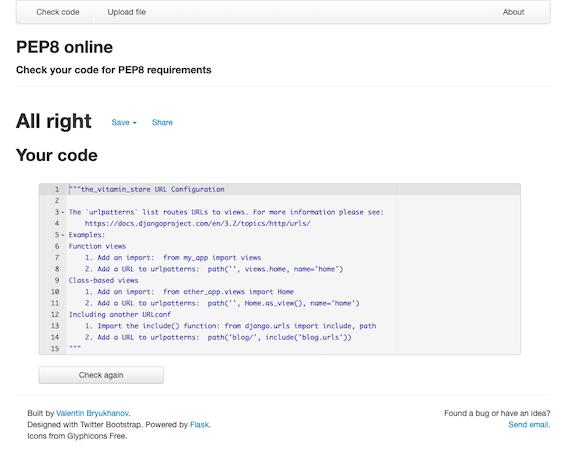 Check code Upload file About
PEP8 online
Check your code for PEP8 requirements
All right Save Share
Your code
1 """the_vitamin_store URL Configuration
2
3 The `urlpatterns` list routes URLs to views. For more information please see:
4 https://docs.djangoproject.com/en/3.2/topics/http/urls/
5 Examples:
6 Function views
7 1. Add an import:  from my_app import views
8 2. Add a URL to urlpatterns:  path('', views.home, name='home')
9 Class-based views
10 1. Add an import:  from other_app.views import Home
11 2. Add a URL to urlpatterns:  path('', Home.as_view(), name='home')
12 Including another URLconf
13 1. Import the include() function: from django.urls import include, path
14 2. Add a URL to urlpatterns:  path('blog/', include('blog.urls'))
15 """
Check again
Built by Valentin Bryukhanov. Found a bug or have an idea?
Designed with Twitter Bootstrap. Powered by Flask. Send email.
Icons from Glyphicons Free.